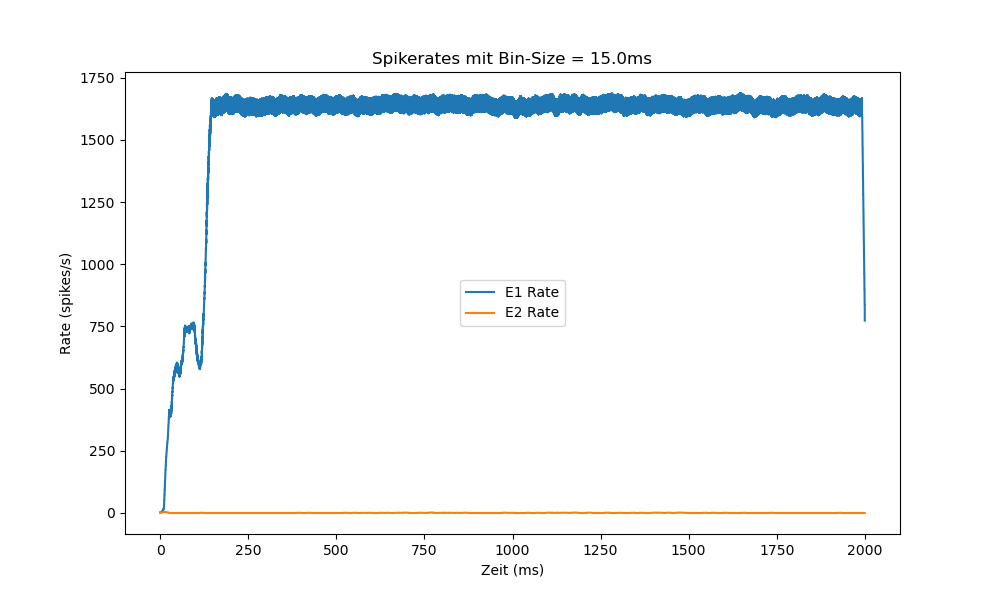 Spikerates mit Bin-Size = 15.0ms
1750
1500
1250
1000
750
500
250
0
Rate (spikes/s)
E1 Rate
E2 Rate
0 250 500 750 1000 1250 1500 1750 2000
Zeit (ms)